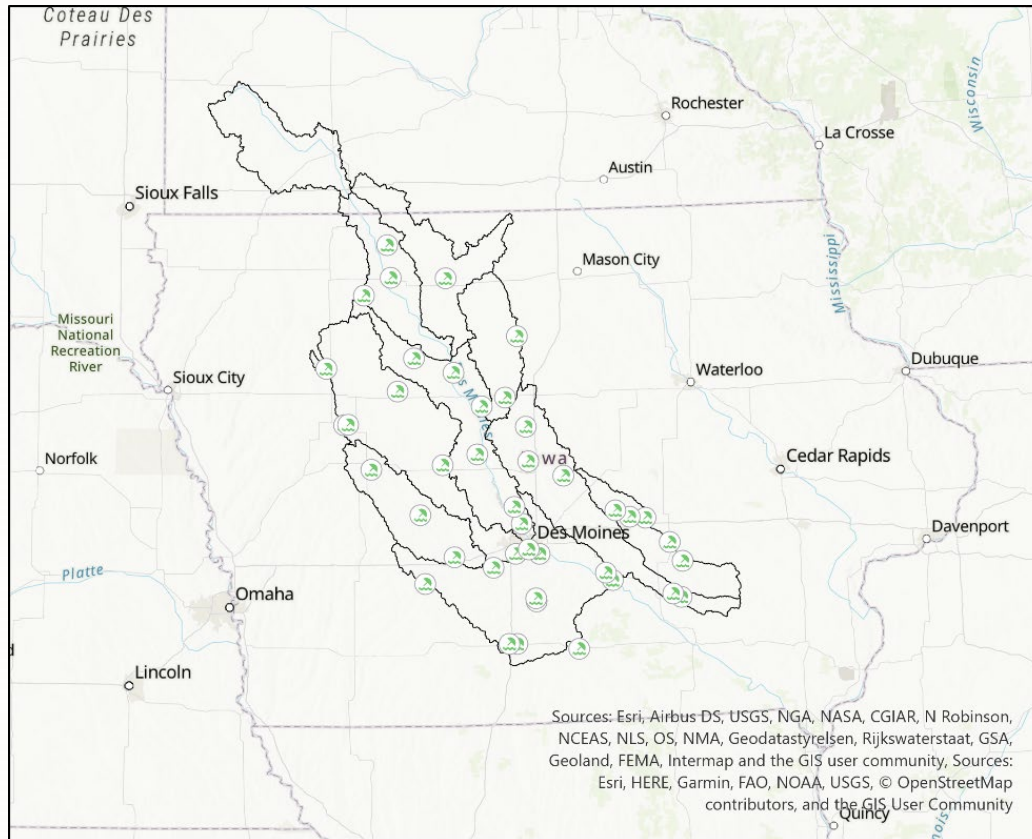 Coteau Des
Prairies
Rochester
La Crosse
Wisconsin
Austin
Sioux Falls
Mason City
Mississippi
Missouri
National
Recreation
River
Sioux City
Dubuque
Waterloo
Moines
wa
Norfolk
Cedar Rapids
Des Moines
Davenport
Platte
Omaha
d
Lincoln
Sources: Esri, Airbus DS, USGS, NGA, NASA, CGIAR, N Robinson,
NCEAS, NLS, OS, NMA, Geodatastyrelsen, Rijkswaterstaat, GSA,
Geoland, FEMA, Intermap and the GIS user community, Sources:
Esri, HERE, Garmin, FAO, NOAA, USGS, © OpenStreetMap
contributors, and the GIS User Community
Quincy